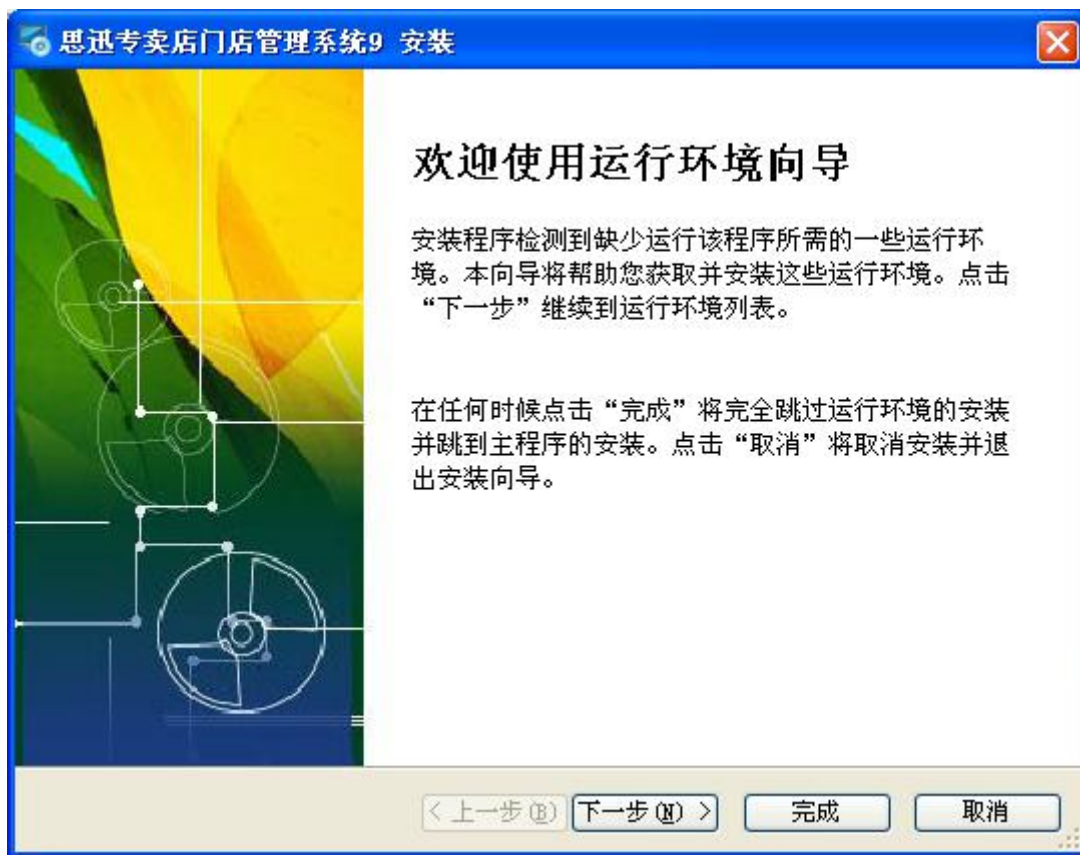 思迅专卖店门店管理系统9 安装
欢迎使用运行环境向导
安装程序检测到缺少运行该程序所需的一些运行环
境。本向导将帮助您获取并安装这些运行环境。点击
“下一步”继续到运行环境列表。
在任何时候点击“完成”将完全跳过运行环境的安装
并跳到主程序的安装。点击“取消”将取消安装并退
出安装向导。
< 上一步(B) 下一步(N) > 完成 取消